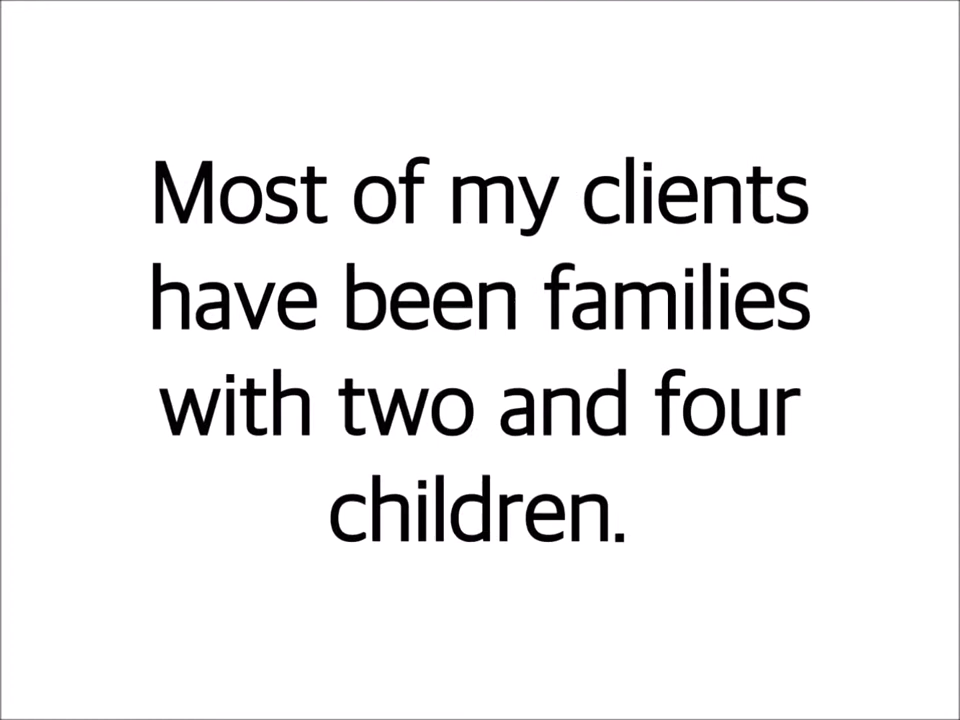 Most of my clients
have been families
with two and four
children.